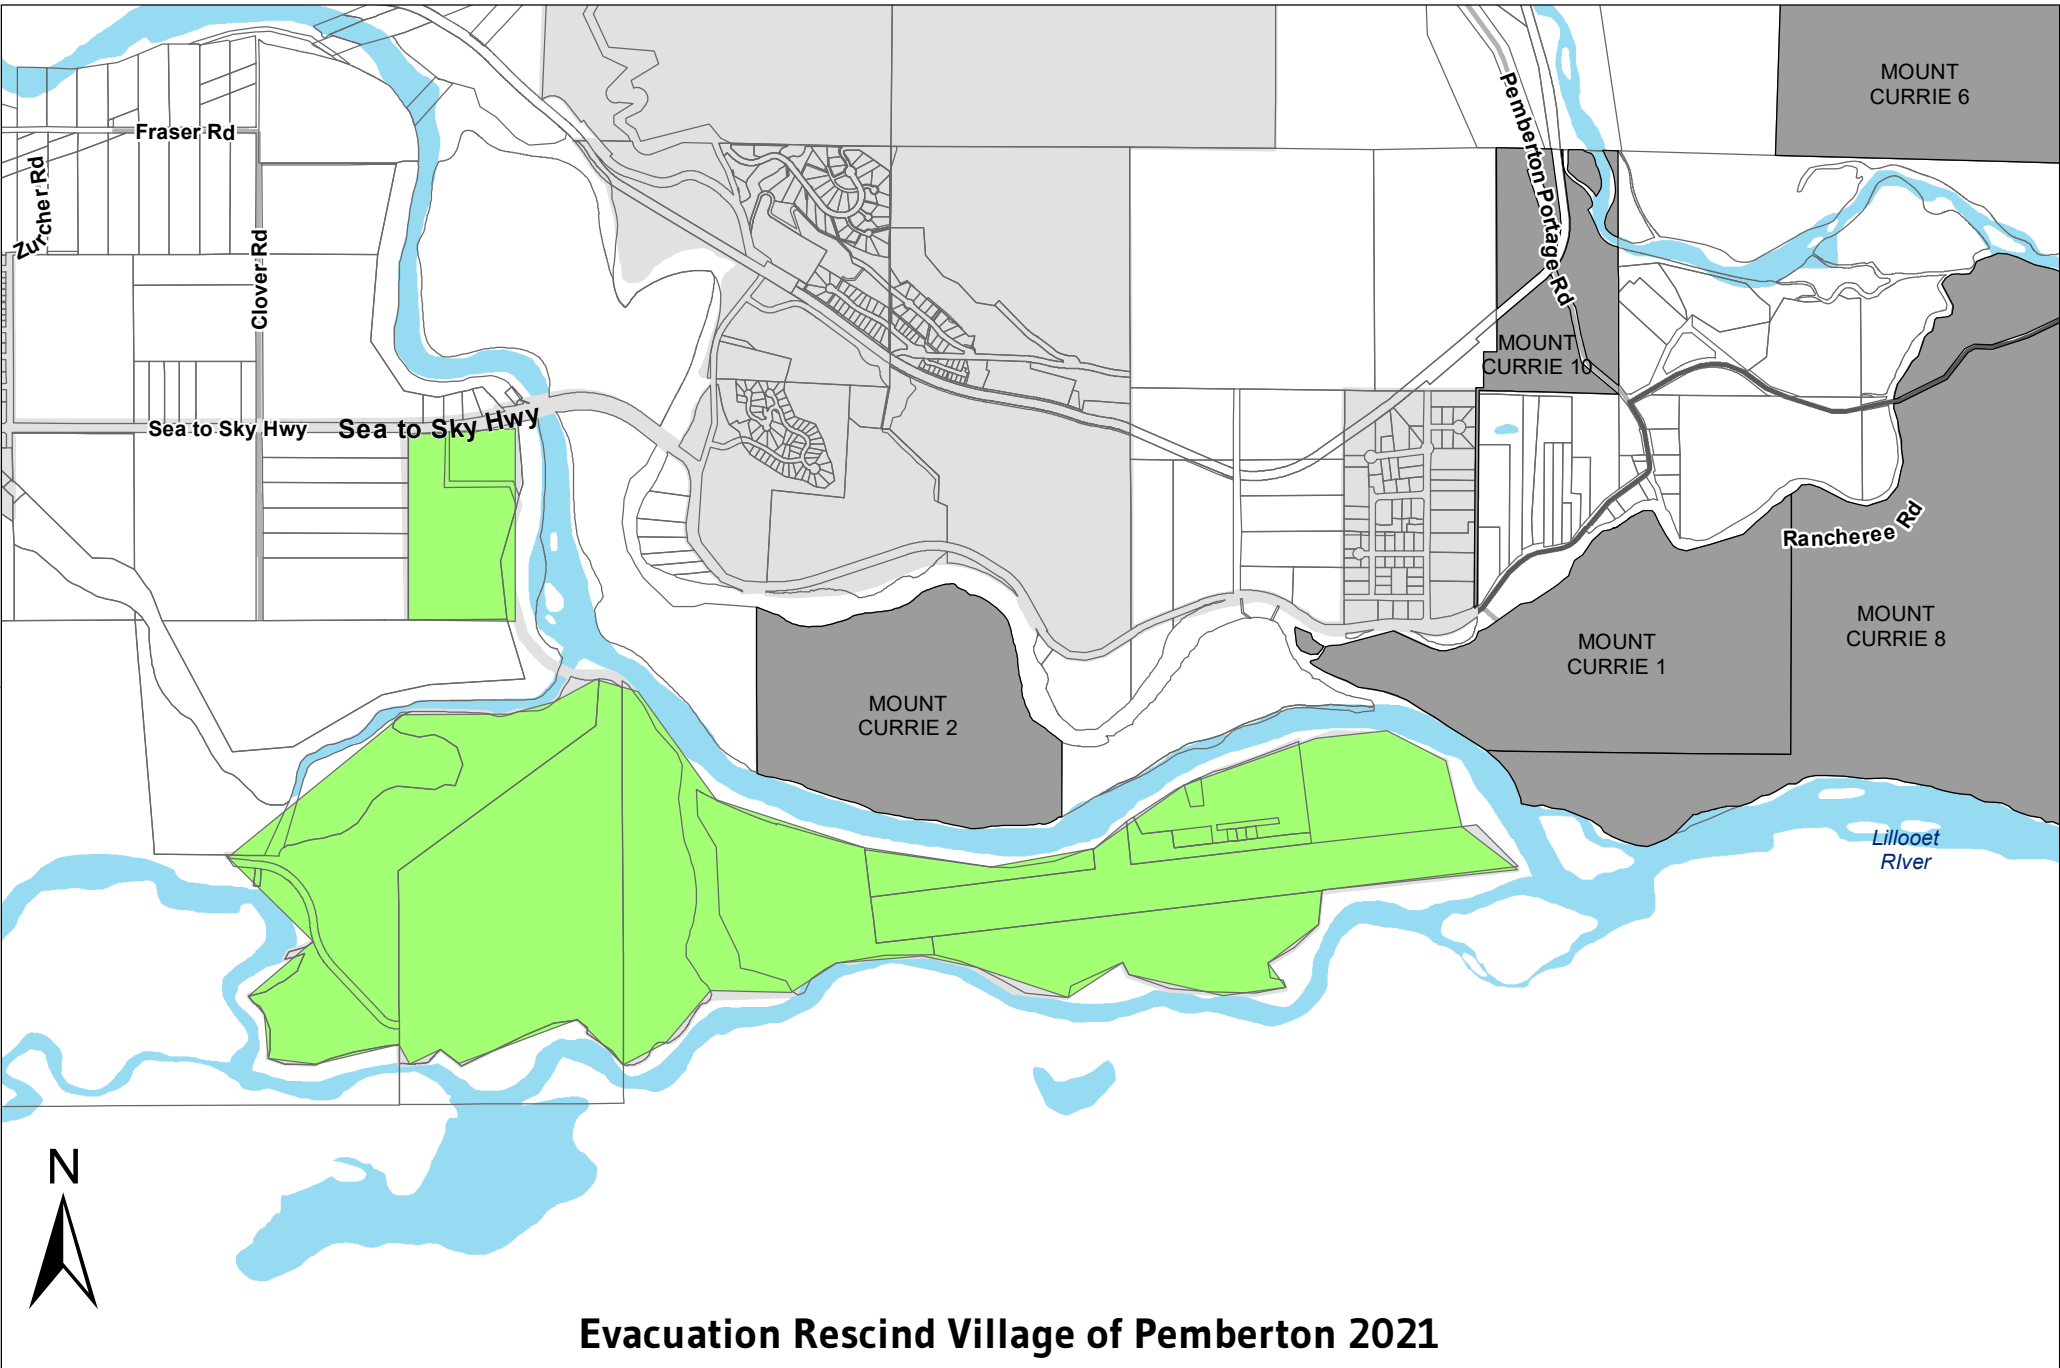 MOUNT
CURRIE 6
Pemberton Portage Rd
Fraser Rd
Zurcher Rd
Clover Rd
MOUNT
CURRIE 10
Sea to Sky Hwy
Sea to Sky Hwy
Rancheree Rd
MOUNT
CURRIE 8
MOUNT
CURRIE 1
MOUNT
CURRIE 2
Lillooet
RIver
N
Evacuation Rescind Village of Pemberton 2021